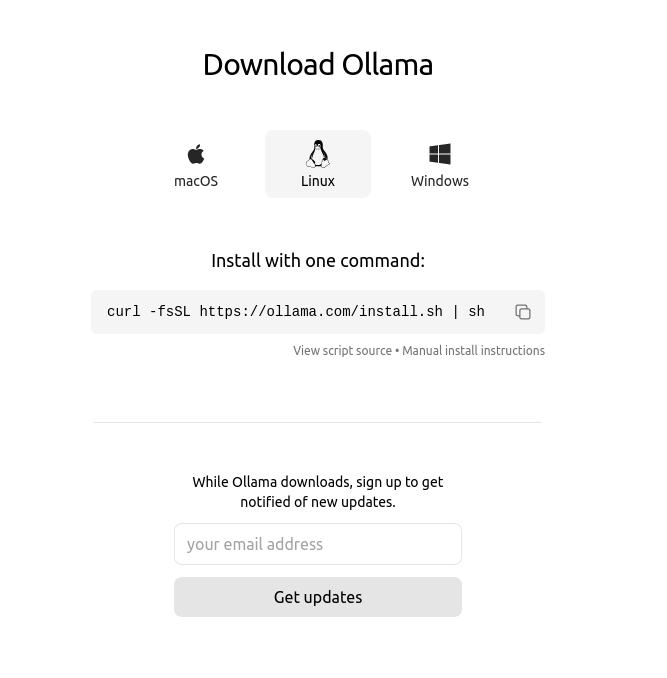 Download Ollama
macOS
Linux
Windows
Install with one command:
curl -fsSL https://ollama.com/install.sh | sh
View script source • Manual install instructions
While Ollama downloads, sign up to get
notified of new updates.
your email address
Get updates